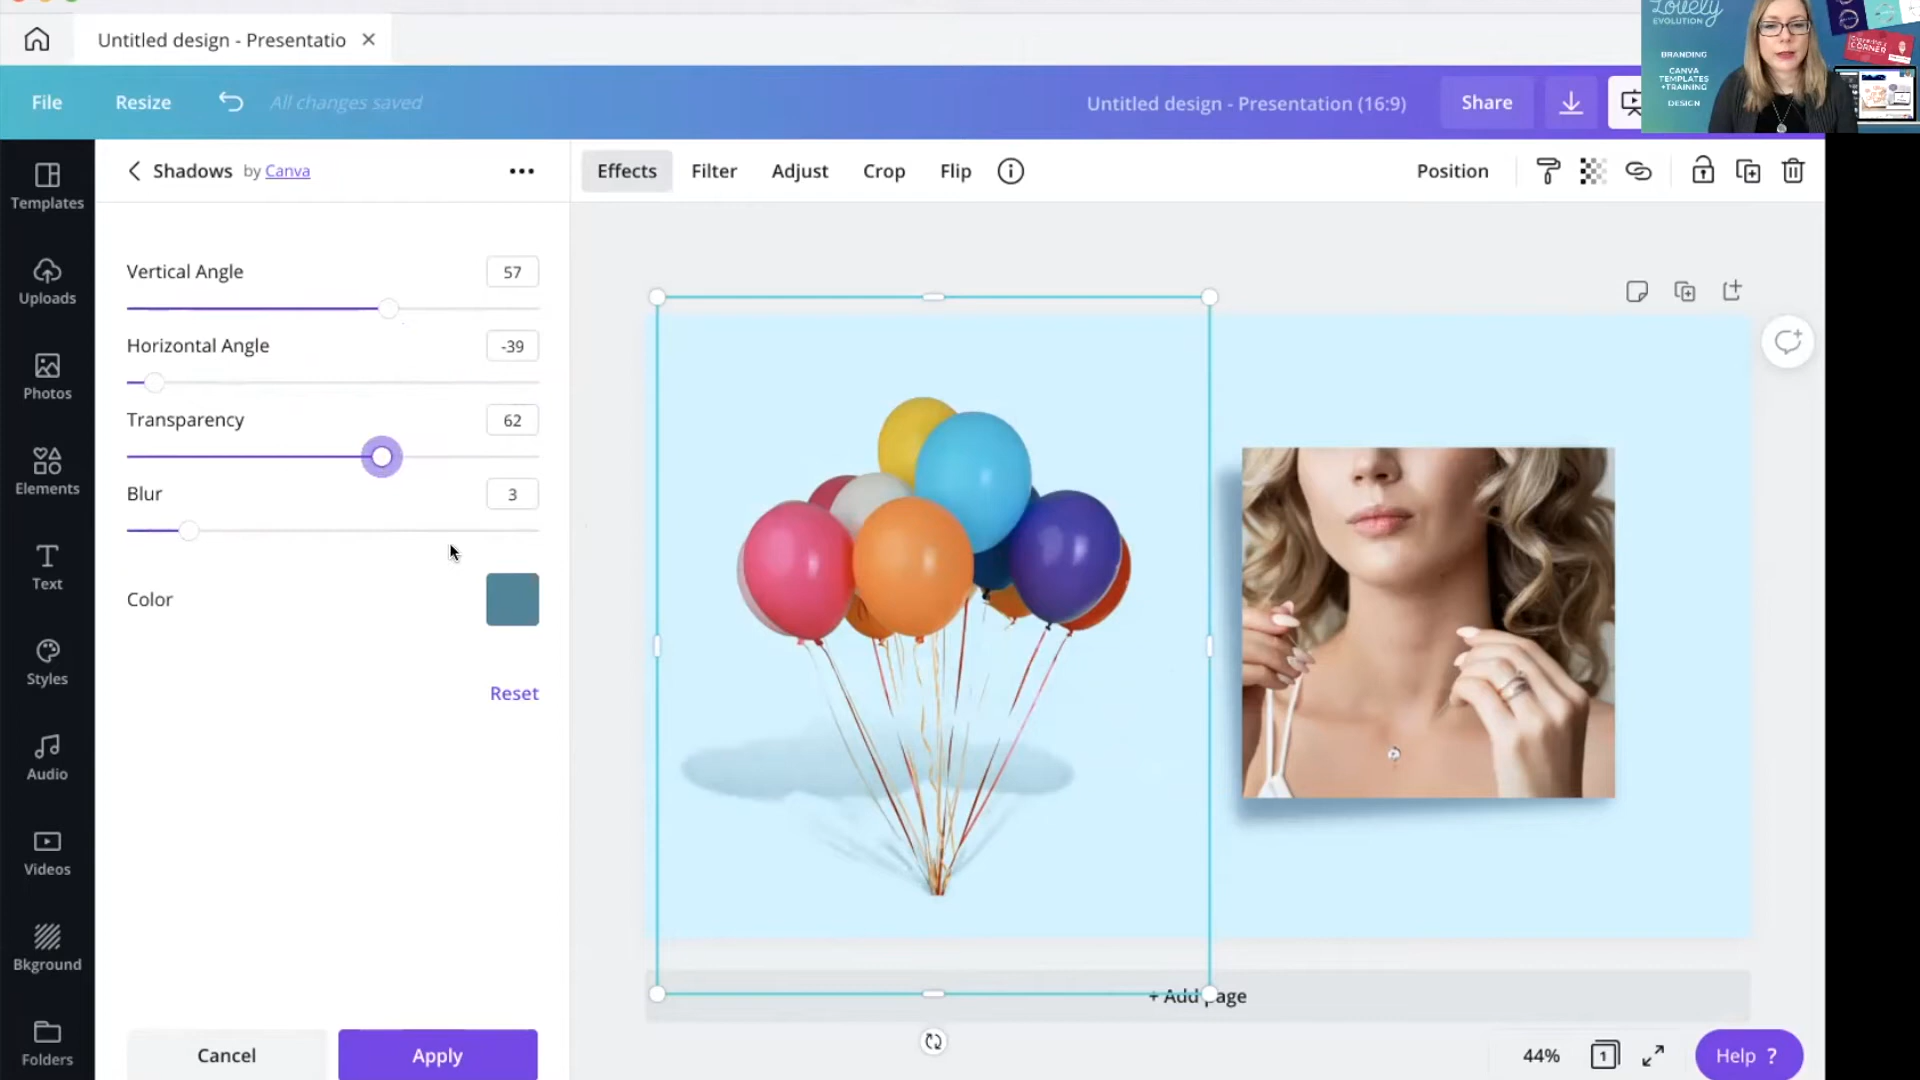 Untitled design - Presentatio
File
Resize
All changes saved
Untitled design - Presentation (16:9)
Share
Lovely
EVOLUTION
BRANDING
CANVA
TEMPLATES
+TRAINING
DESIGN
CORNER
Templates
Uploads
Photos
Elements
Text
Styles
Audio
Videos
Bkground
Folders
Shadows by Canva
Vertical Angle 57
Horizontal Angle -39
Transparency 62
Blur 3
Color
Reset
Cancel
Apply
Effects
Filter
Adjust
Crop
Flip
Position
+ Add page
44%
1
Help ?